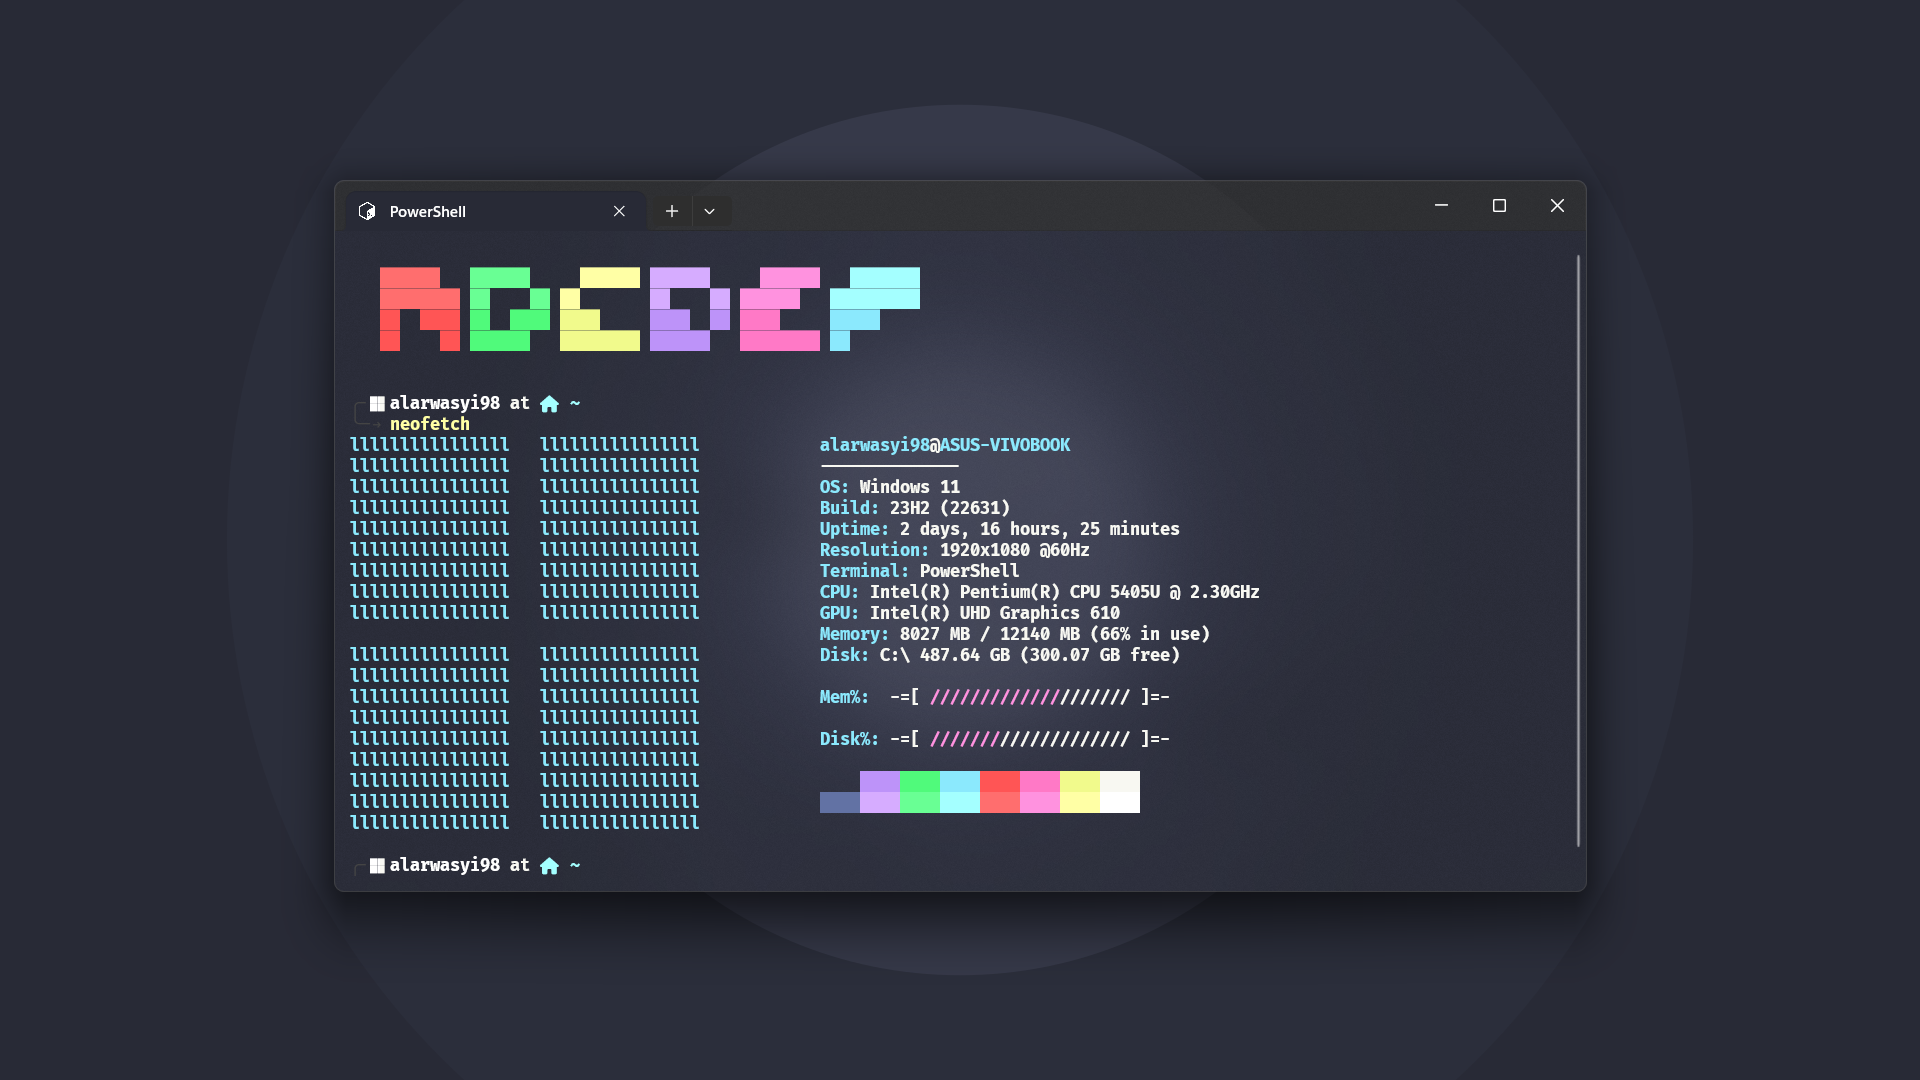 PowerShell
alarwasyi98 at ~
neofetch
llllllllllllllll   llllllllllllllll alarwasyi98@ASUS-VIVOBOOK
llllllllllllllll   llllllllllllllll
llllllllllllllll   llllllllllllllll OS: Windows 11
llllllllllllllll   llllllllllllllll Build: 23H2 (22631)
llllllllllllllll   llllllllllllllll Uptime: 2 days, 16 hours, 25 minutes
llllllllllllllll   llllllllllllllll Resolution: 1920x1080 @60Hz
llllllllllllllll   llllllllllllllll Terminal: PowerShell
llllllllllllllll   llllllllllllllll CPU: Intel(R) Pentium(R) CPU 5405U @ 2.30GHz
llllllllllllllll   llllllllllllllll GPU: Intel(R) UHD Graphics 610
Memory: 8027 MB / 12140 MB (66% in use)
llllllllllllllll   llllllllllllllll Disk: C:\ 487.64 GB (300.07 GB free)
llllllllllllllll   llllllllllllllll
llllllllllllllll   llllllllllllllll Mem%:  -=[ //////////////////// ]=-
llllllllllllllll   llllllllllllllll
llllllllllllllll   llllllllllllllll Disk%: -=[ //////////////////// ]=-
llllllllllllllll   llllllllllllllll
llllllllllllllll   llllllllllllllll
llllllllllllllll   llllllllllllllll
llllllllllllllll   llllllllllllllll
alarwasyi98 at ~